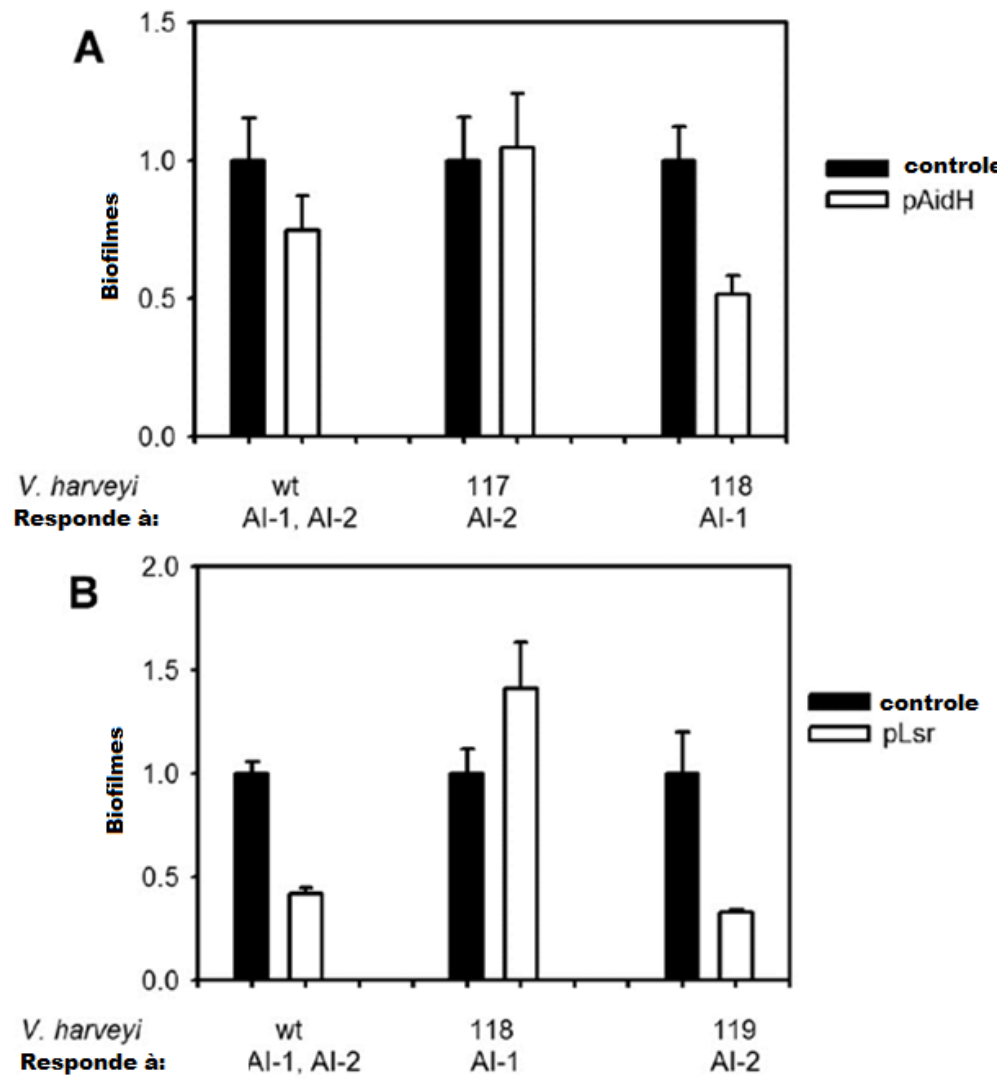 A
1.5
1.0
0.5
0.0
Biofilmes
controle
pAidH
V. harveyi wt 117 118
Responde à: AI-1, AI-2 AI-2 AI-1
B
2.0
1.5
1.0
0.5
0.0
Biofilmes
controle
pLsr
V. harveyi wt 118 119
Responde à: AI-1, AI-2 AI-1 AI-2